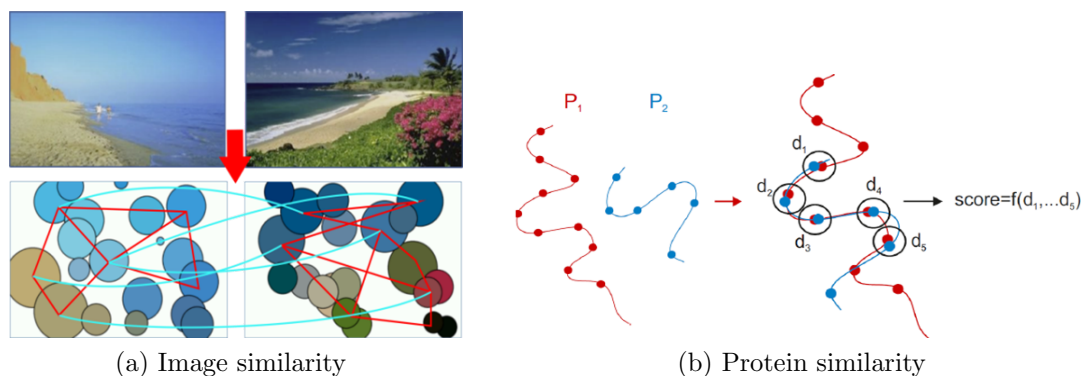 P₁
P₂
d₁
d₂
d₃
d₄
d₅
score=f(d₁,...d₅)
(a) Image similarity
(b) Protein similarity